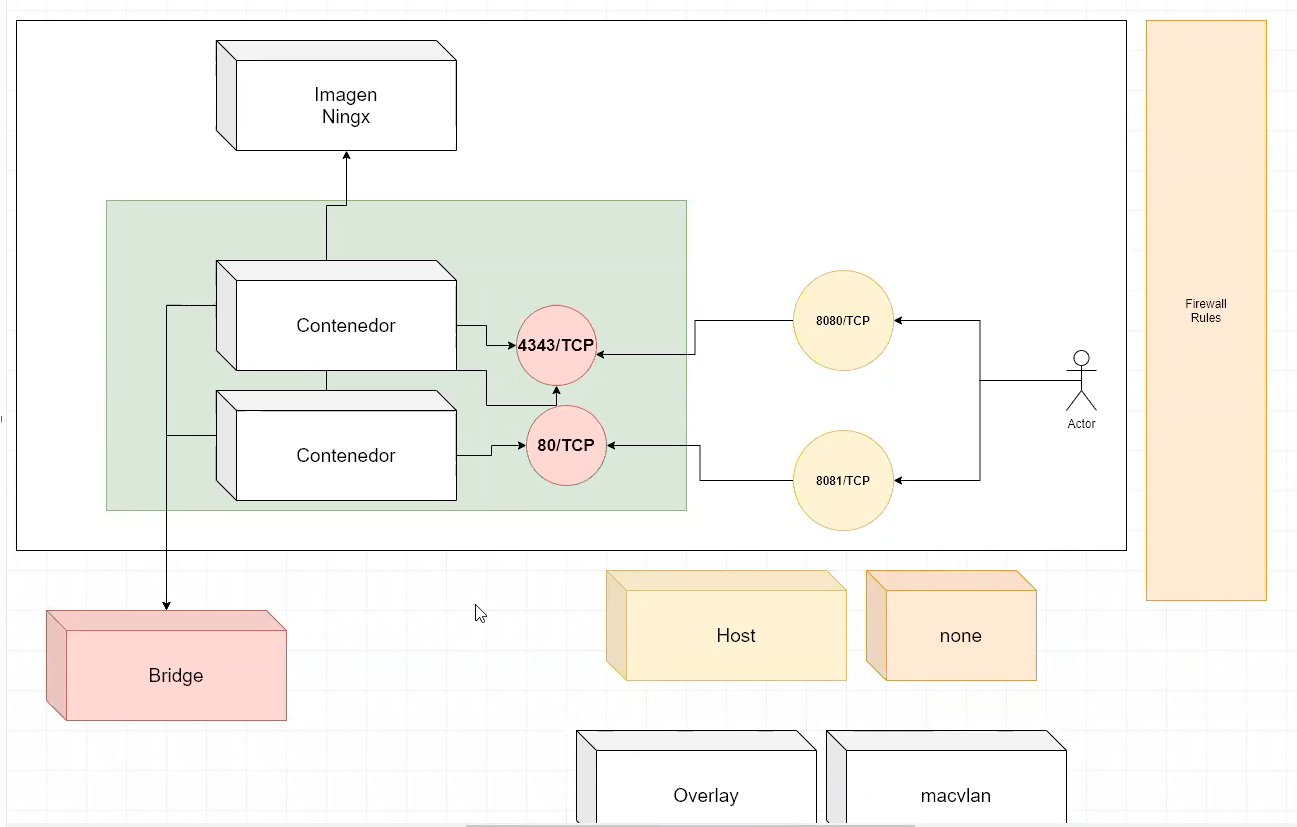 Imagen
Ningx
Contenedor
4343/TCP
8080/TCP
Firewall
Rules
Actor
Contenedor
80/TCP
8081/TCP
Host
none
Bridge
Overlay
macvlan